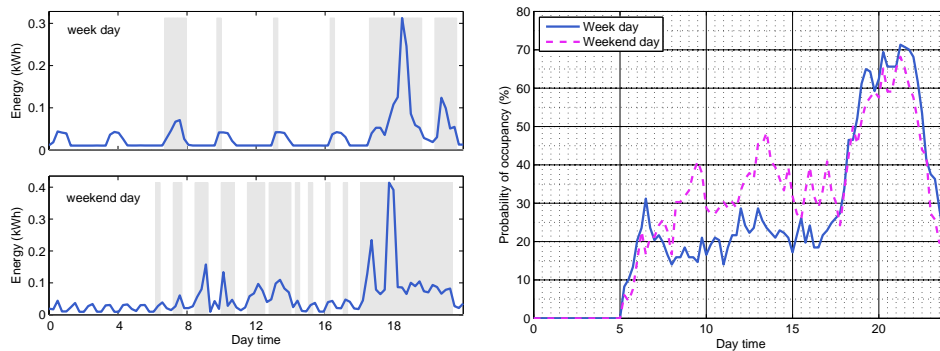 0.3
0.2
0.1
0
Energy (kWh)
week day
0.4
0.3
0.2
0.1
0
Energy (kWh)
weekend day
0 4 8 12 16 18
Day time
80
70
60
50
40
30
20
10
0
Probability of occupancy (%)
Week day
Weekend day
0 5 10 15 20
Day time